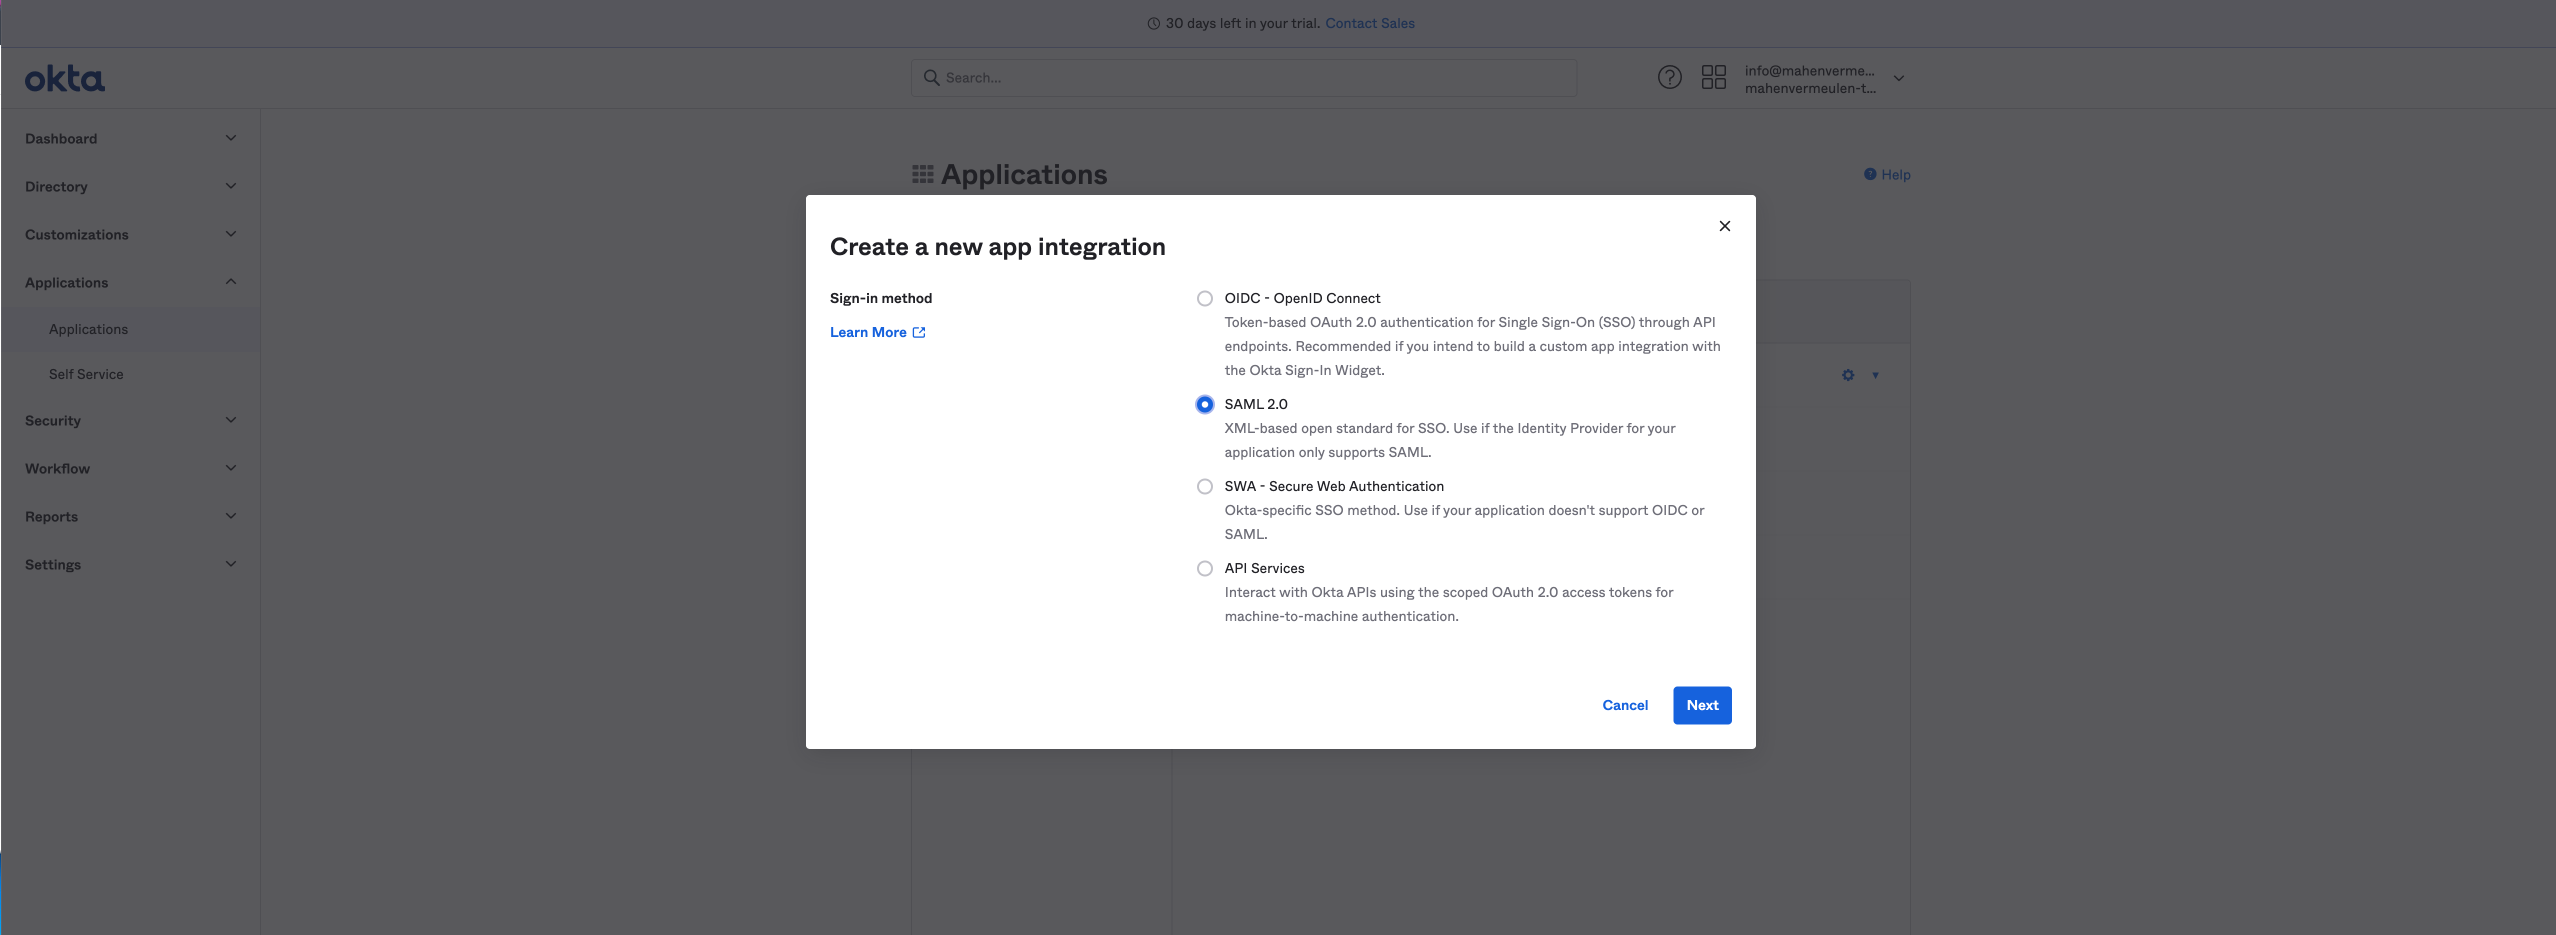 30 days left in your trial. Contact Sales
okta
Search...
info@mahenverme...
mahenvermeulen-t...
Dashboard
Directory
Customizations
Applications
Applications
Self Service
Security
Workflow
Reports
Settings
Applications
Help
Create a new app integration
Sign-in method
Learn More
OIDC - OpenID Connect
Token-based OAuth 2.0 authentication for Single Sign-On (SSO) through API
endpoints. Recommended if you intend to build a custom app integration with
the Okta Sign-In Widget.
SAML 2.0
XML-based open standard for SSO. Use if the Identity Provider for your
application only supports SAML.
SWA - Secure Web Authentication
Okta-specific SSO method. Use if your application doesn't support OIDC or
SAML.
API Services
Interact with Okta APIs using the scoped OAuth 2.0 access tokens for
machine-to-machine authentication.
Cancel
Next